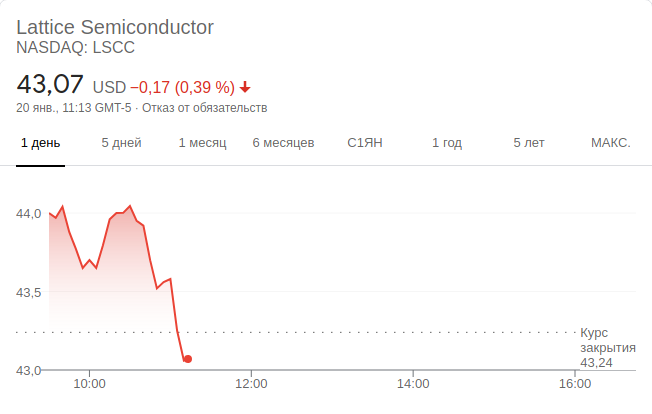 Lattice Semiconductor
NASDAQ: LSCC
43,07 USD −0,17 (0,39 %)
20 янв., 11:13 GMT-5 · Отказ от обязательств
1 день 5 дней 1 месяц 6 месяцев С1ЯН 1 год 5 лет МАКС.
44,0
43,5
Курс
закрытия
43,24
43,0
10:00 12:00 14:00 16:00